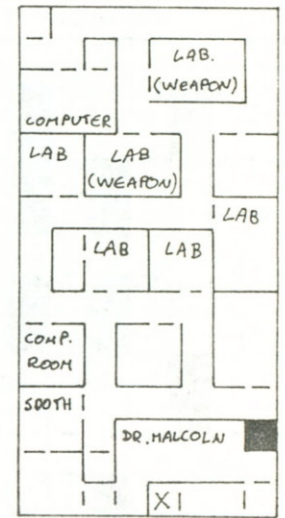 LAB.
(WEAPON)
COMPUTER
LAB
LAB
(WEAPON)
LAB
LAB
LAB
COMP.
ROOM
SOOTH
DR. MALCOLN
X